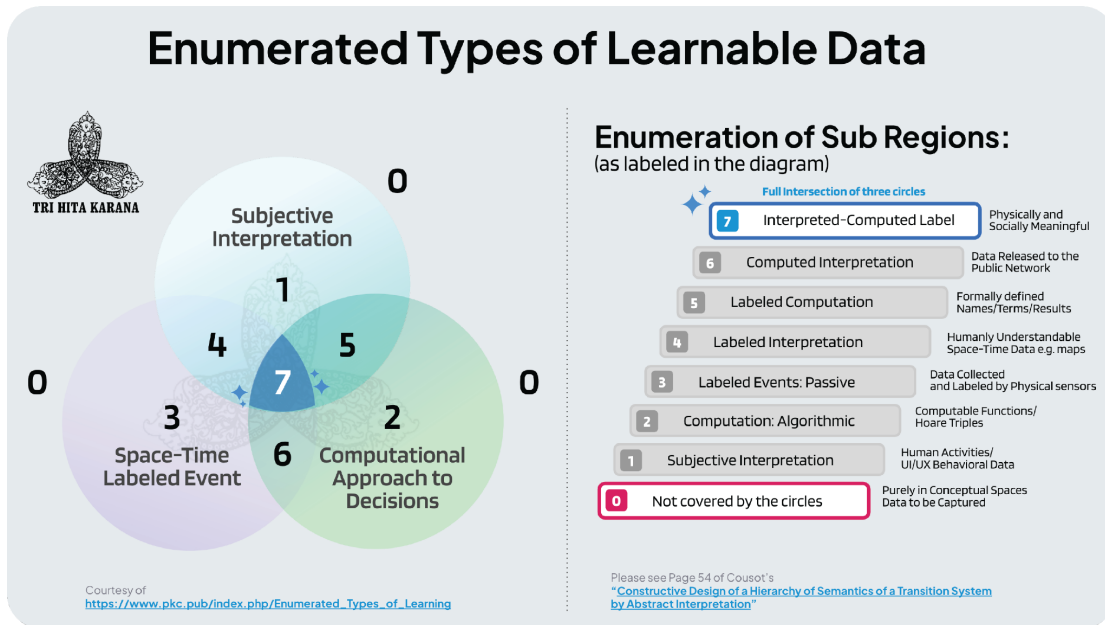 Enumerated Types of Learnable Data
TRI HITA KARANA
0
Subjective
Interpretation
1
4
5
0
7
0
3
2
Space-Time
Labeled Event
6
Computational
Approach to
Decisions
Courtesy of
https://www.pkc.pub/index.php/Enumerated_Types_of_Learning
Enumeration of Sub Regions:
(as labeled in the diagram)
Full Intersection of three circles
7 Interpreted-Computed Label
Physically and
Socially Meaningful
6 Computed Interpretation
Data Released to the
Public Network
5 Labeled Computation
Formally defined
Names/Terms/Results
4 Labeled Interpretation
Humanly Understandable
Space-Time Data e.g. maps
3 Labeled Events: Passive
Data Collected
and Labeled by Physical sensors
2 Computation: Algorithmic
Computable Functions/
Hoare Triples
1 Subjective Interpretation
Human Activities/
UI/UX Behavioral Data
0 Not covered by the circles
Purely in Conceptual Spaces
Data to be Captured
Please see Page 54 of Cousot's
"Constructive Design of a Hierarchy of Semantics of a Transition System
by Abstract Interpretation"